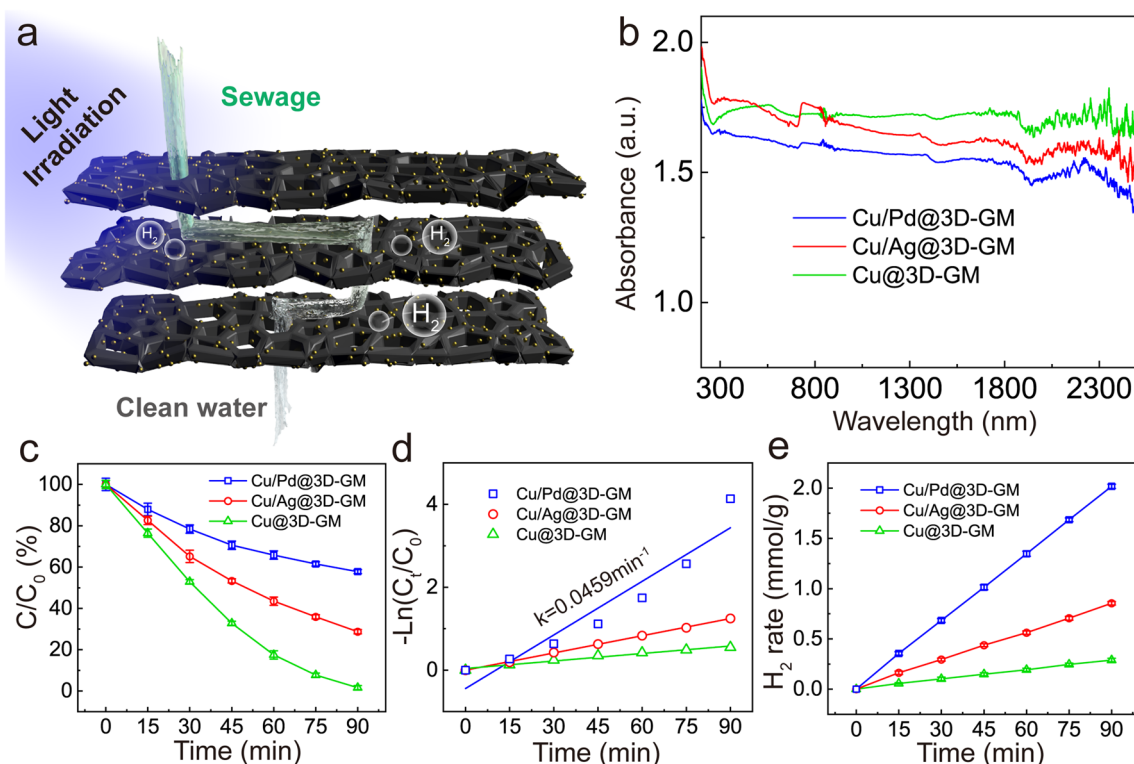 a
Light
Irradiation
Sewage
H2
H2
H2
Clean water
b
Absorbance (a.u.)
2.0
1.5
1.0
Cu/Pd@3D-GM
Cu/Ag@3D-GM
Cu@3D-GM
300 800 1300 1800 2300
Wavelength (nm)
c
C/C0 (%)
100
80
60
40
20
0
Cu/Pd@3D-GM
Cu/Ag@3D-GM
Cu@3D-GM
0 15 30 45 60 75 90
Time (min)
d
-Ln(Ct/C0)
4
2
0
Cu/Pd@3D-GM
Cu/Ag@3D-GM
Cu@3D-GM
k=0.0459min-1
0 15 30 45 60 75 90
Time (min)
e
H2 rate (mmol/g)
2.0
1.5
1.0
0.5
0.0
Cu/Pd@3D-GM
Cu/Ag@3D-GM
Cu@3D-GM
0 15 30 45 60 75 90
Time (min)